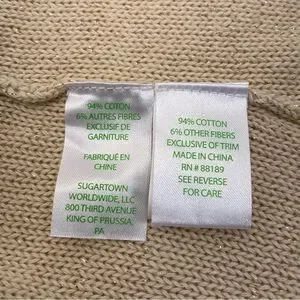 94% COTTON
6% AUTRES FIBRES
EXCLUSIF DE
GARNITURE
FABRIQUÉ EN
CHINE
SUGARTOWN
WORLDWIDE, LLC
800 THIRD AVENUE
KING OF PRUSSIA,
PA
94% COTTON
6% OTHER FIBERS
EXCLUSIVE OF TRIM
MADE IN CHINA
RN # 88189
SEE REVERSE
FOR CARE